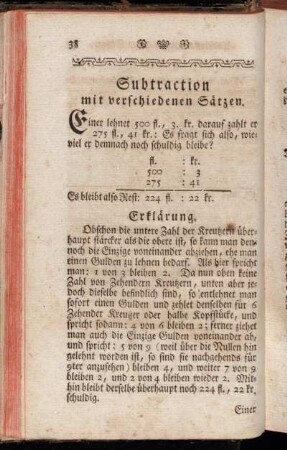 38
Subtraction
mit verschiedenen Sätzen.
Einer lehnet 500 fl., 3. kr. darauf zahlt er
275 fl., 41 kr.: Es fragt sich also, wie-
viel er demnach noch schuldig bleibe?
fl. : kr.
500 : 3
275 : 41
Es bleibt also Rest: 224 fl. : 22 kr.
Erklärung.
Obschon die untere Zahl der Kreutzern über-
haupt stärcker als die obere ist, so kann man den-
noch die Einzige voneinander abziehen, ehe man
einen Gulden zu lehnen bedarf. Als hier spricht
man: 1 von 3 bleiben 2. Da nun oben keine
Zahl von Zehendern Kreutzern, unten aber je-
doch dieselbe befindlich sind, so entlehnet man
sofort einen Gulden und zehlet denselben für 6
Zehender Kreutzer oder halbe Kopfstücke, und
spricht sodann: 4 von 6 bleiben 2; ferner ziehet
man auch die Einzige Gulden voneinander ab,
und spricht: 5 von 9 (weil über die Nullen hin
gelehnt worden ist, so sind sie nachgehends für
9ter anzusehen) bleiben 4, und weiter 7 von 9
bleiben 2, und 2 von 4 bleiben wieder 2. Mit-
hin bleibt derselbe überhaupt noch 224 fl., 22 kr.
schuldig.
Einer